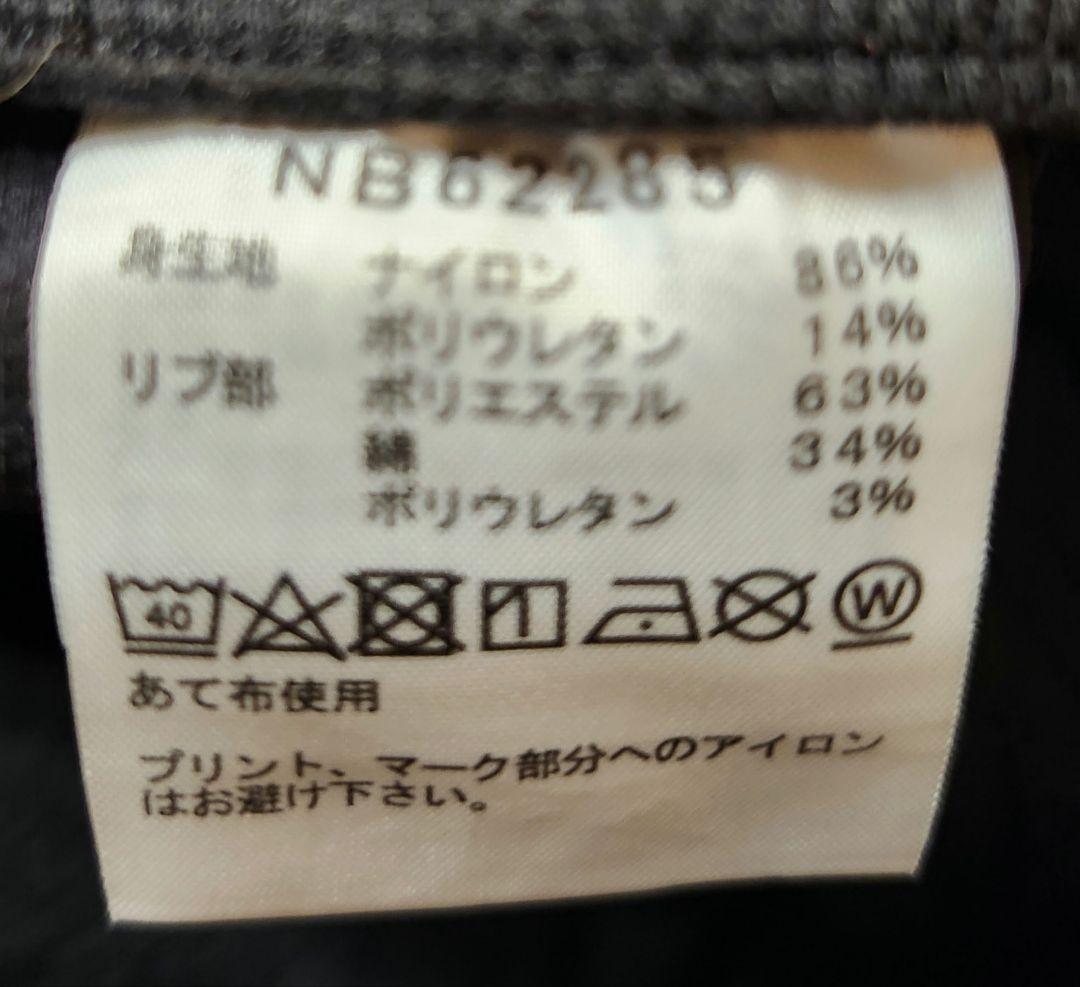 NB62285
身生地 ナイロン 86%
ポリウレタン 14%
リブ部 ポリエステル 63%
綿 34%
ポリウレタン 3%
40 W
あて布使用
プリント、マーク部分へのアイロン
はお避け下さい。